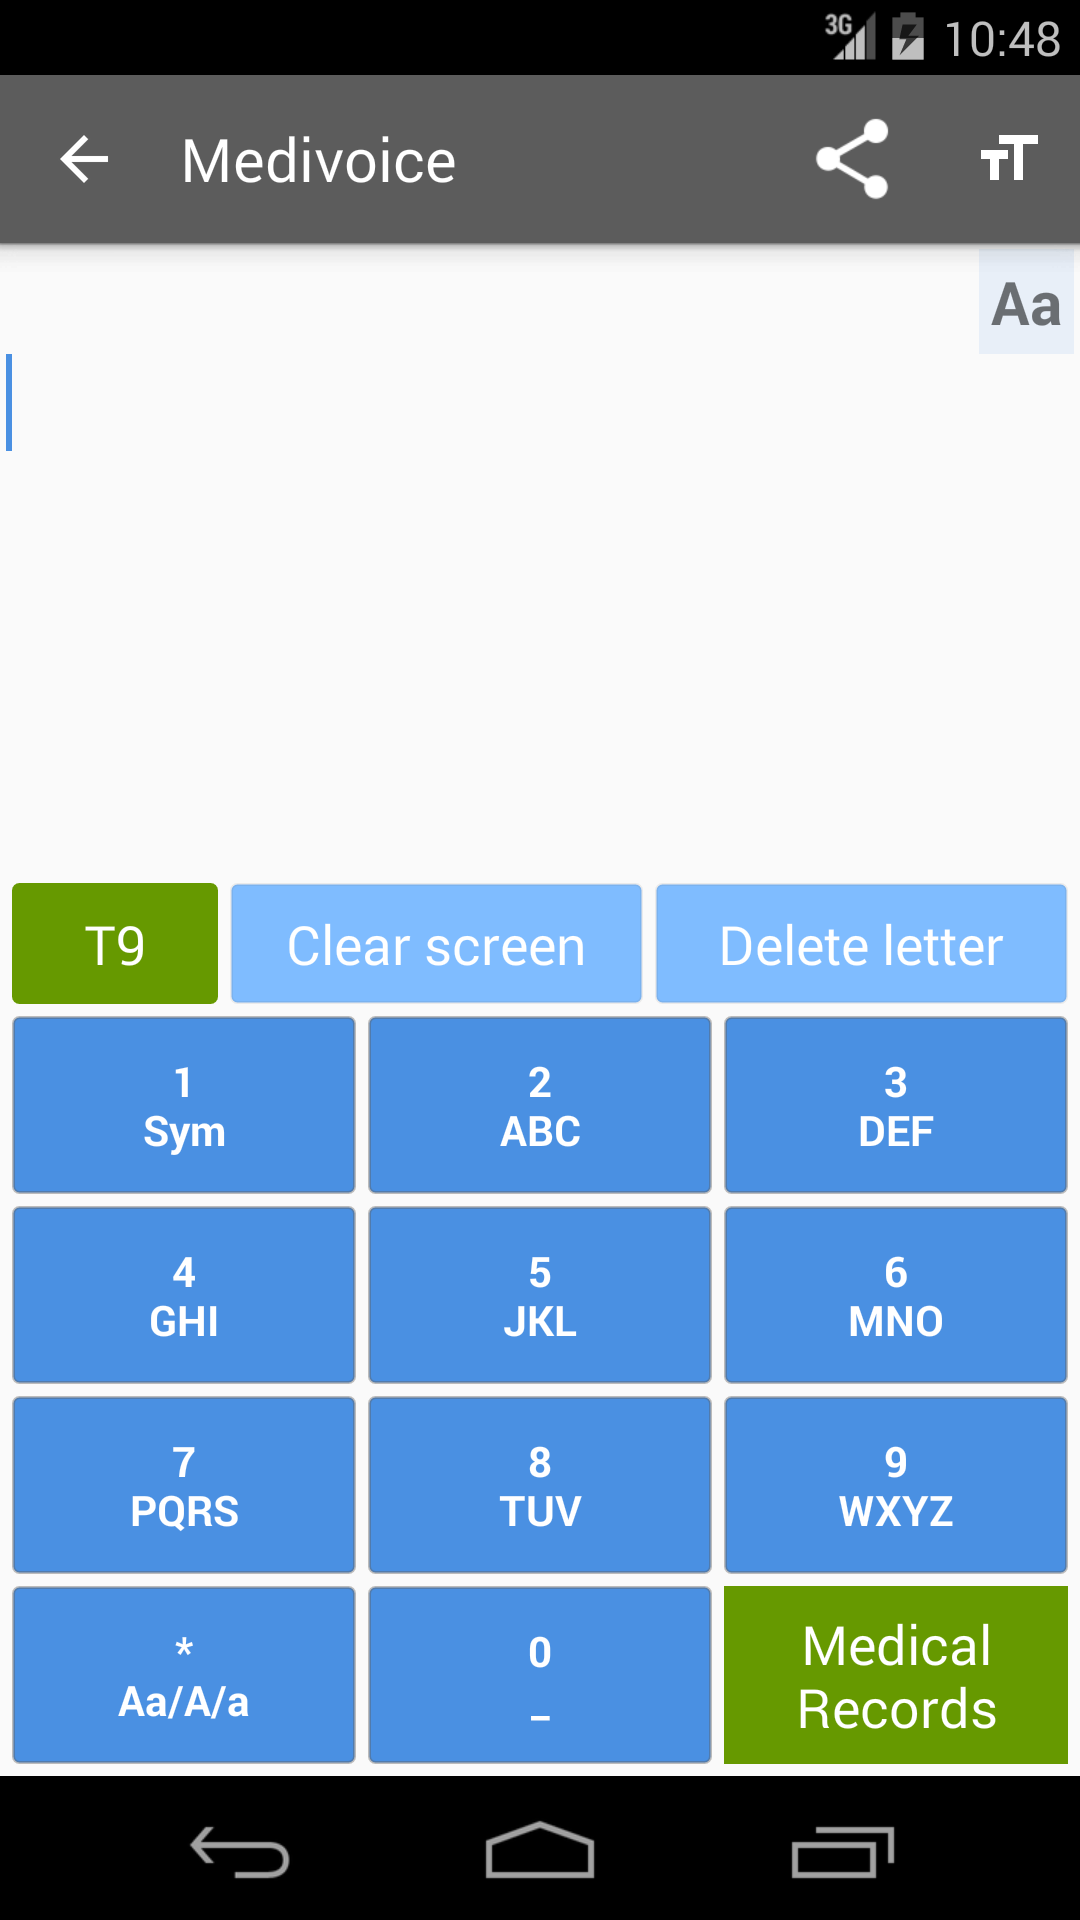 3G 10:48
Medivoice
TT
Aa
T9 Clear screen Delete letter
1 2 3
Sym ABC DEF
4 5 6
GHI JKL MNO
7 8 9
PQRS TUV WXYZ
* 0 Medical
Aa/A/a _ Records